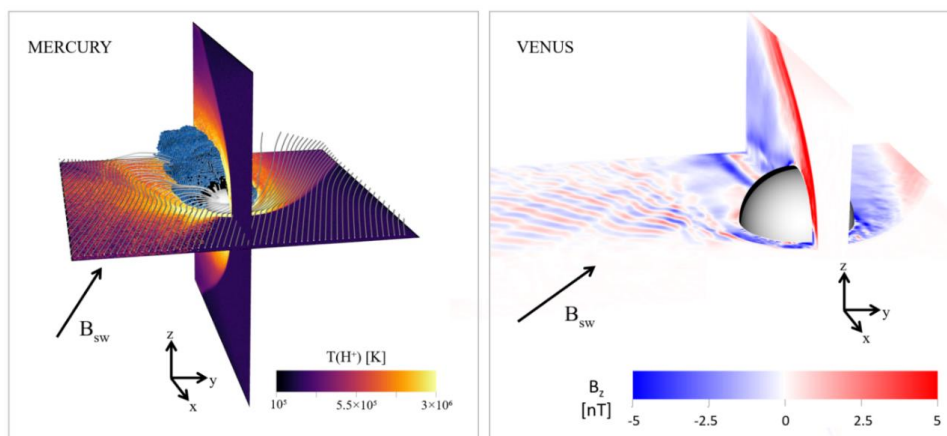 MERCURY
B_sw
z
y
x
T(H⁺) [K]
10⁵ 5.5×10⁵ 3×10⁶
VENUS
B_sw
z
y
x
B_z
[nT]
-5 -2.5 0 2.5 5